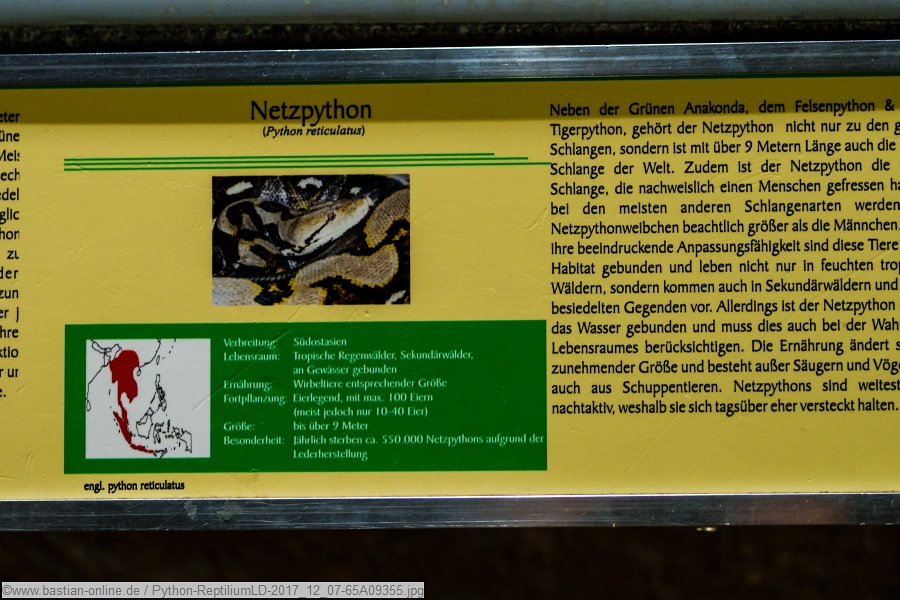 Netzpython
(Python reticulatus)
Verbreitung: Südostasien
Lebensraum: Tropische Regenwälder, Sekundärwälder,
an Gewässer gebunden
Ernährung: Wirbeltiere entsprechender Größe
Fortpflanzung: Eierlegend, mit max. 100 Eiern
(meist jedoch nur 10-40 Eier)
Größe: bis über 9 Meter
Besonderheit: Jährlich sterben ca. 550.000 Netzpythons aufgrund der
Lederherstellung
engl. python reticulatus
Neben der Grünen Anakonda, dem Felsenpython &
Tigerpython, gehört der Netzpython nicht nur zu den
Schlangen, sondern ist mit über 9 Metern Länge auch die
Schlange der Welt. Zudem ist der Netzpython die
Schlange, die nachweislich einen Menschen gefressen
bei den meisten anderen Schlangenarten werden
Netzpythonweibchen beachtlich größer als die Männchen.
ihre beeindruckende Anpassungsfähigkeit sind diese Tiere
Habitat gebunden und leben nicht nur in feuchten
Wäldern, sondern kommen auch in Sekundärwäldern und
besiedelten Gegenden vor. Allerdings ist der Netzpython
das Wasser gebunden und muss dies auch bei der
Lebensraumes berücksichtigen. Die Ernährung ändert
zunehmender Größe und besteht außer Säugern und
auch aus Schuppentieren. Netzpythons sind
nachtaktiv, weshalb sie sich tagsüber eher versteckt halten.
©www.bastian-online.de / Python-ReptiliumLD-2017_12_07-65A09355.jpg